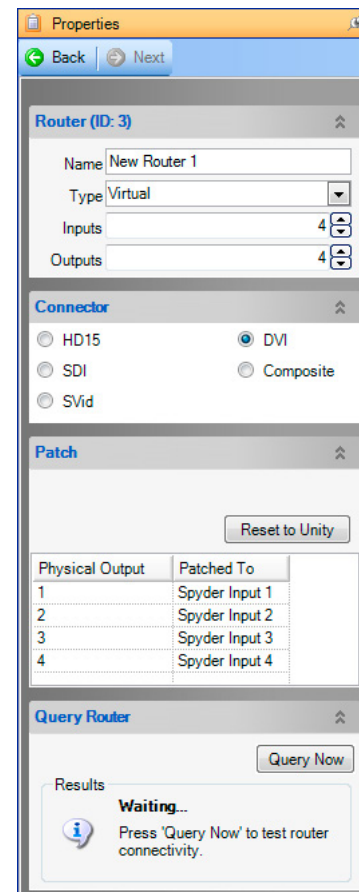 Properties
Back Next
Router (ID: 3)
Name New Router 1
Type Virtual
Inputs 4
Outputs 4
Connector
HD15 DVI
SDI Composite
SVid
Patch
Reset to Unity
Physical Output Patched To
1 Spyder Input 1
2 Spyder Input 2
3 Spyder Input 3
4 Spyder Input 4
Query Router
Query Now
Results
Waiting...
Press 'Query Now' to test router
connectivity.